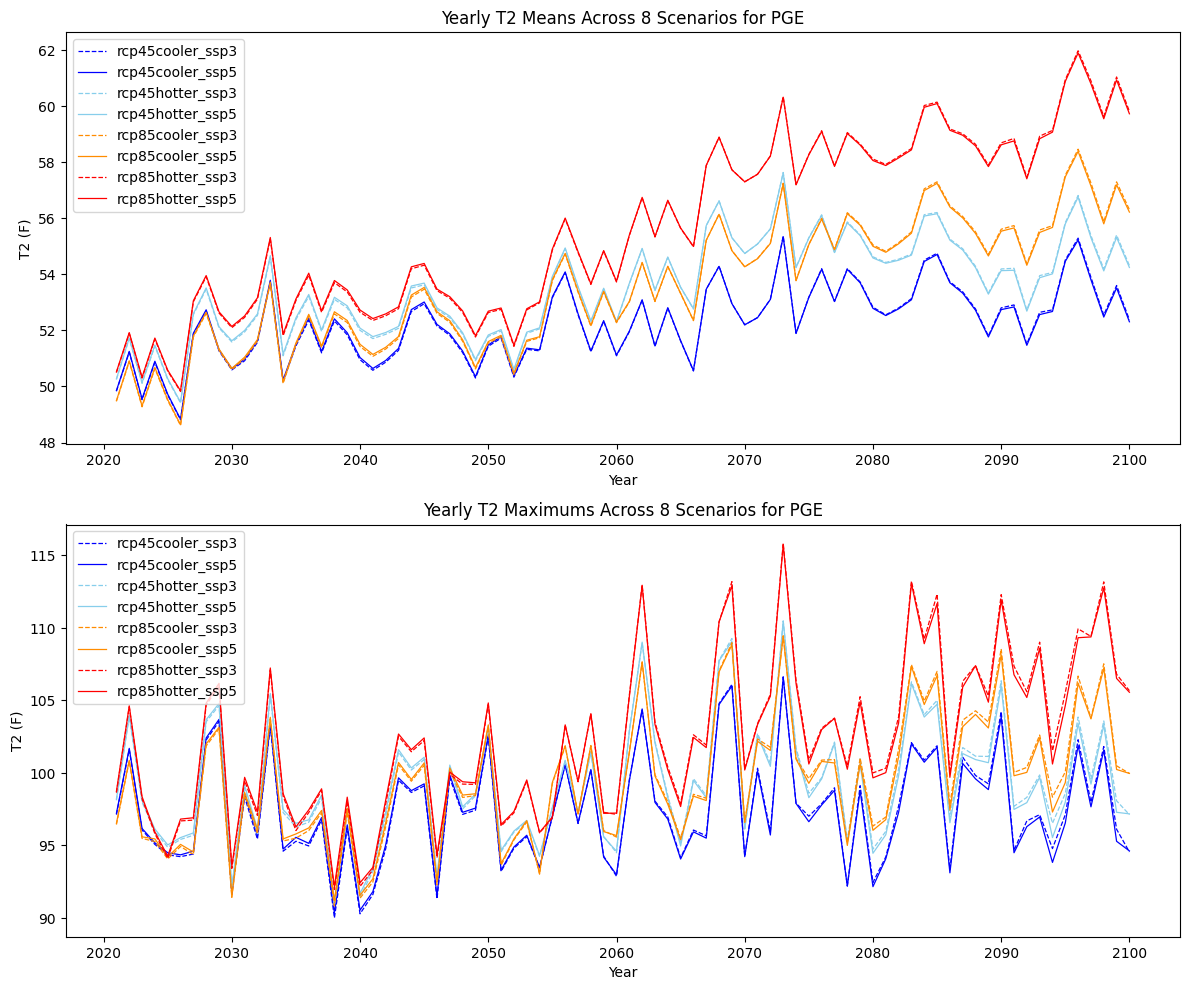 Yearly T2 Means Across 8 Scenarios for PGE
rcp45cooler_ssp3
rcp45cooler_ssp5
rcp45hotter_ssp3
rcp45hotter_ssp5
rcp85cooler_ssp3
rcp85cooler_ssp5
rcp85hotter_ssp3
rcp85hotter_ssp5
T2 (F)
62
60
58
56
54
52
50
48
2020 2030 2040 2050 2060 2070 2080 2090 2100
Year
Yearly T2 Maximums Across 8 Scenarios for PGE
rcp45cooler_ssp3
rcp45cooler_ssp5
rcp45hotter_ssp3
rcp45hotter_ssp5
rcp85cooler_ssp3
rcp85cooler_ssp5
rcp85hotter_ssp3
rcp85hotter_ssp5
T2 (F)
115
110
105
100
95
90
2020 2030 2040 2050 2060 2070 2080 2090 2100
Year